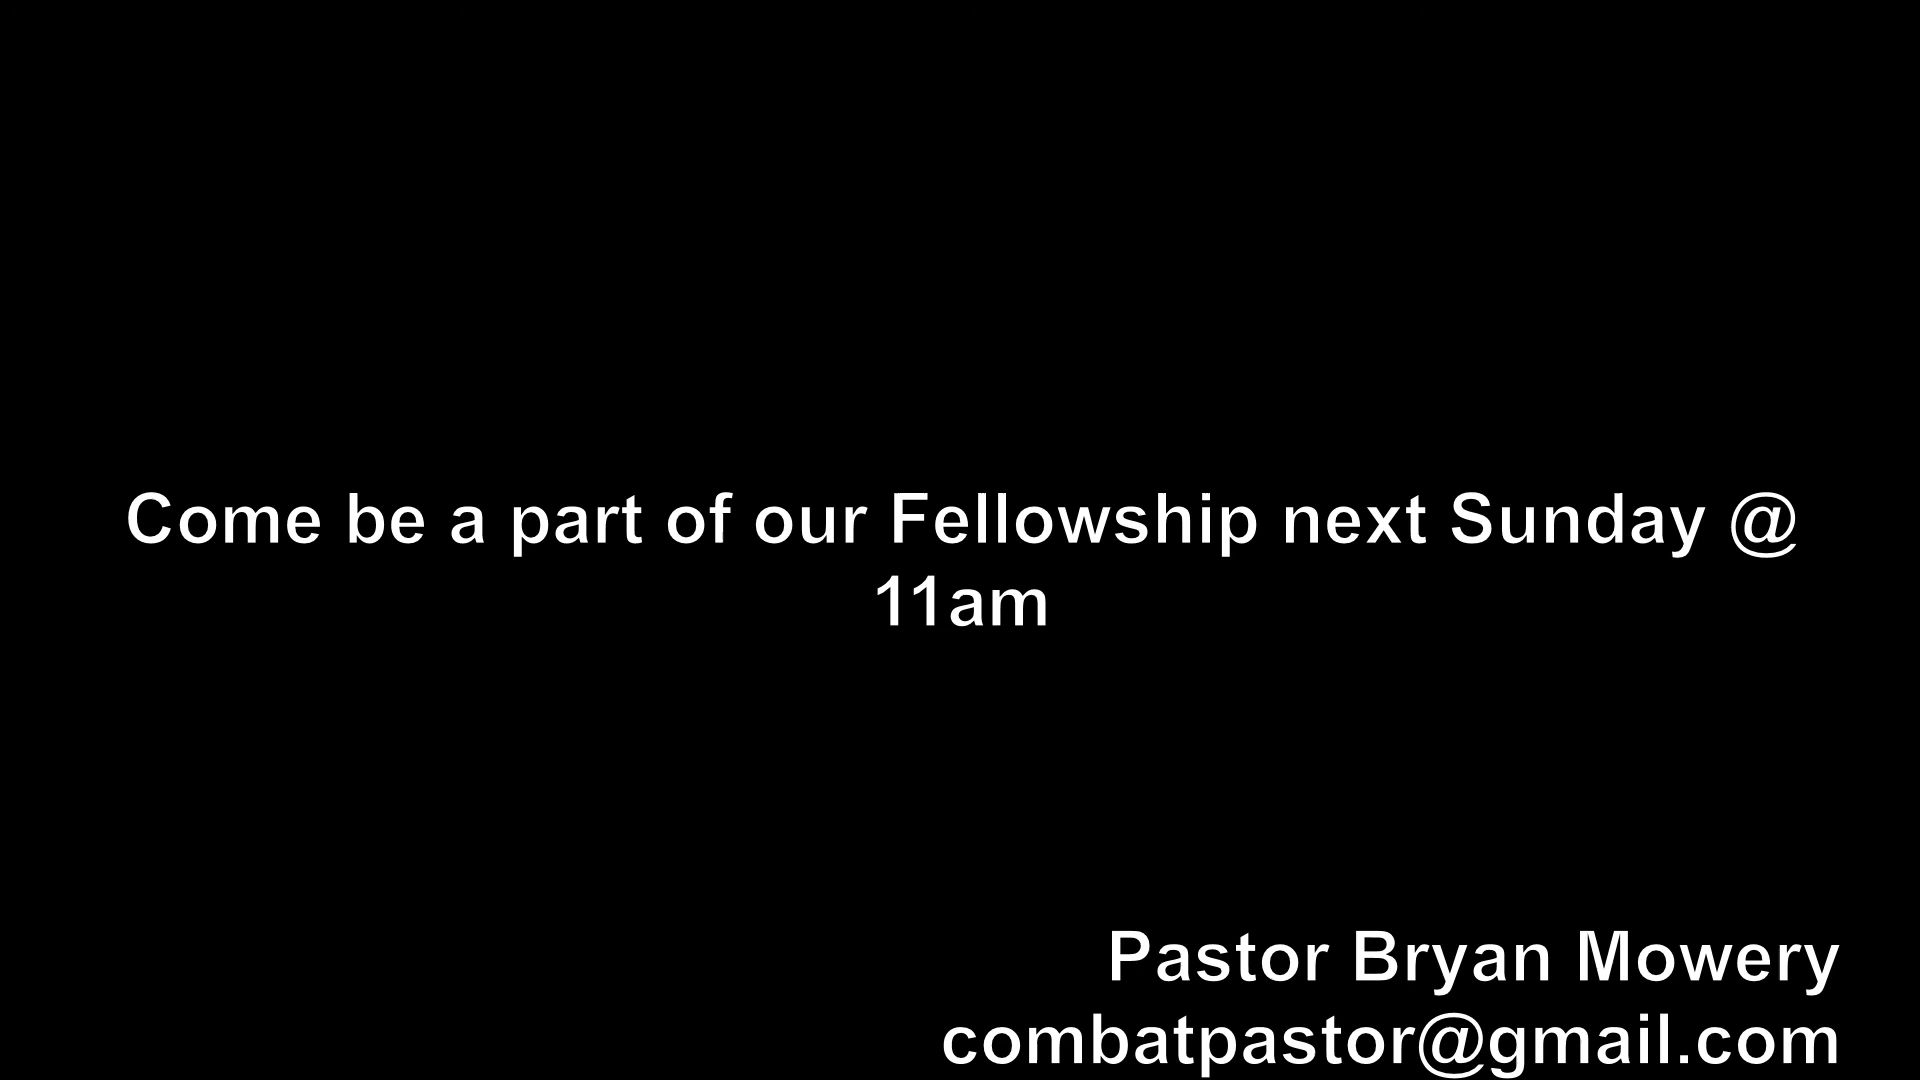 Come be a part of our Fellowship next Sunday @
11am
Pastor Bryan Mowery
combatpastor@gmail.com